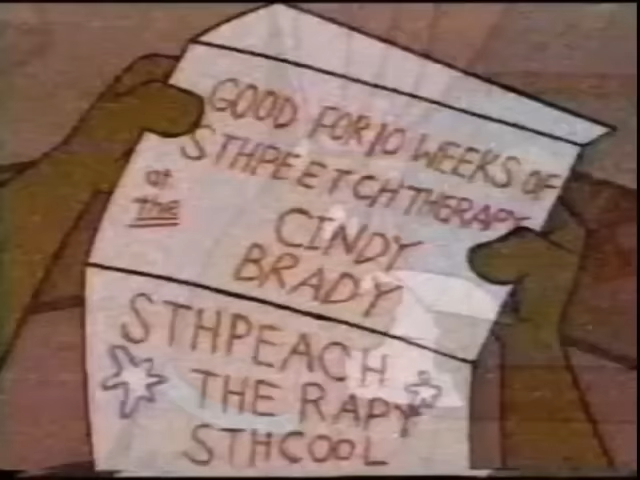 GOOD FOR 10 WEEKS OF
STHPEETCH THERAPY
at
THE
CINDY
BRADY
STHPEACH
THE RAPY
STHCOOL